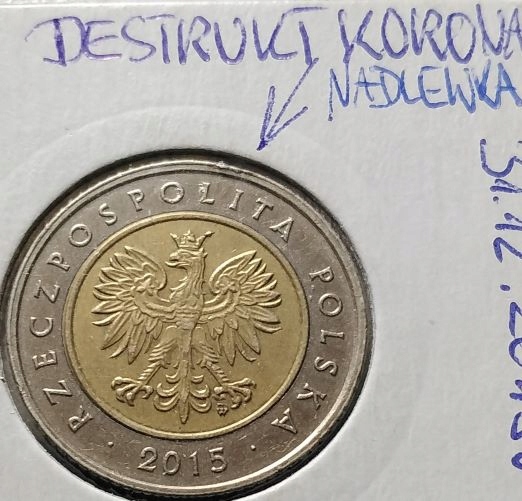 DESTRUKT KORONA
NADLEWKA
RZECZPOSPOLITA POLSKA
· 2015 ·